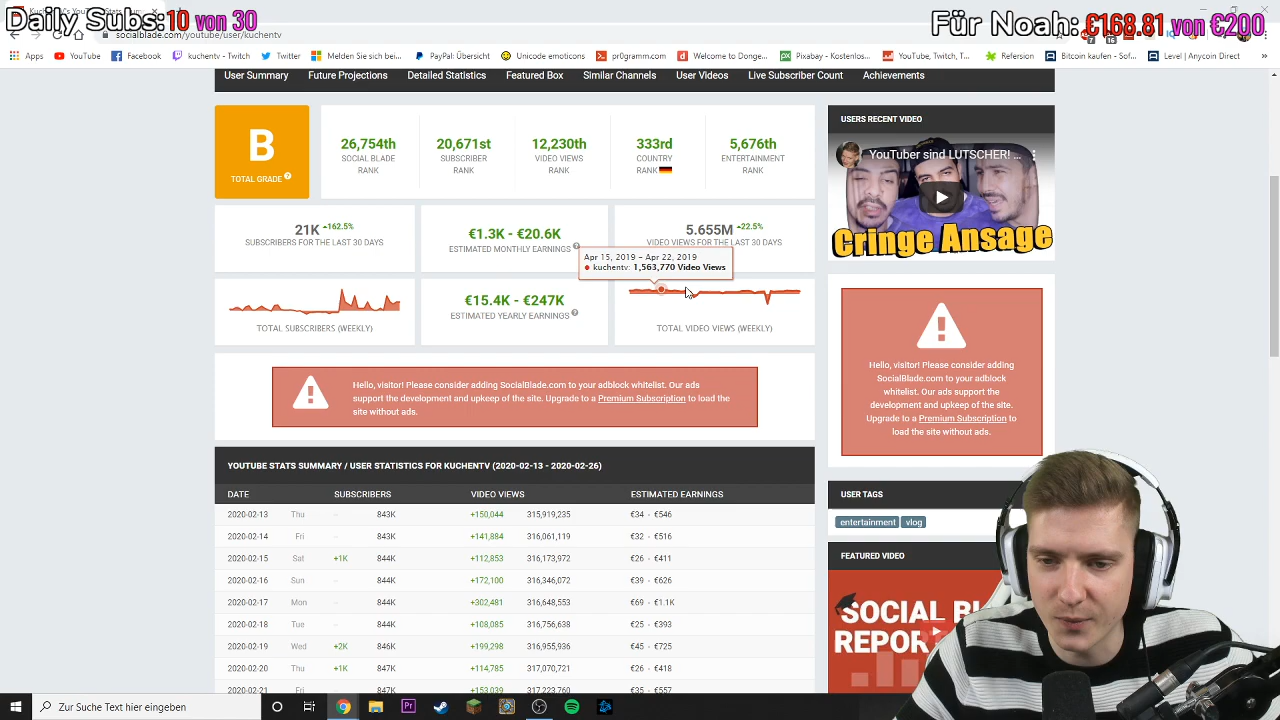 Daily Subs: 10 von 30
Für Noah: €168.81 von €200
socialblade.com/youtube/user/kuchentv
Apps YouTube Facebook kuchentv - Twitch Twitter Melden Sie sich bei... PayPal: Übersicht Unicode emoticons pr0gramm.com Welcome to Donge... Pixabay - Kostenlo... YouTube, Twitch, T... Refersion Bitcoin kaufen - Sof... Level | Anycoin Direct
User Summary Future Projections Detailed Statistics Featured Box Similar Channels User Videos Live Subscriber Count Achievements
B
TOTAL GRADE
26,754th
SOCIAL BLADE
RANK
20,671st
SUBSCRIBER
RANK
12,230th
VIDEO VIEWS
RANK
333rd
COUNTRY
RANK
5,676th
ENTERTAINMENT
RANK
21K 162.5%
SUBSCRIBERS FOR THE LAST 30 DAYS
€1.3K - €20.6K
ESTIMATED MONTHLY EARNINGS
5.655M 22.5%
VIDEO VIEWS FOR THE LAST 30 DAYS
Apr 15, 2019 – Apr 22, 2019
kuchentv: 1,563,770 Video Views
TOTAL SUBSCRIBERS (WEEKLY)
€15.4K - €247K
ESTIMATED YEARLY EARNINGS
TOTAL VIDEO VIEWS (WEEKLY)
Hello, visitor! Please consider adding SocialBlade.com to your adblock whitelist. Our ads
support the development and upkeep of the site. Upgrade to a Premium Subscription to load the
site without ads.
YOUTUBE STATS SUMMARY / USER STATISTICS FOR KUCHENTV (2020-02-13 - 2020-02-26)
DATE SUBSCRIBERS VIDEO VIEWS ESTIMATED EARNINGS
2020-02-13 Thu -- 843K +150,044 315,919,235 €34 - €546
2020-02-14 Fri -- 843K +141,884 316,061,119 €32 - €516
2020-02-15 Sat +1K 844K +112,853 316,173,972 €26 - €411
2020-02-16 Sun -- 844K +172,100 316,346,072 €39 - €626
2020-02-17 Mon -- 844K +302,481 316,648,553 €69 - €1.1K
2020-02-18 Tue -- 844K +108,085 316,756,638 €25 - €393
2020-02-19 Wed +2K 846K +199,298 316,955,936 €45 - €725
2020-02-20 Thu +1K 847K +114,785 317,070,721 €26 - €418
2020-02-21 Fri 847K +153,039 317,223,760 €35 - €557
USERS RECENT VIDEO
YouTuber sind LUTSCHER! ...
Cringe Ansage
Hello, visitor! Please consider adding
SocialBlade.com to your adblock
whitelist. Our ads support the
development and upkeep of the site.
Upgrade to a Premium Subscription to
load the site without ads.
USER TAGS
entertainment vlog
FEATURED VIDEO
SOCIAL BL
REPOR
Zur Suche Text hier eingeben